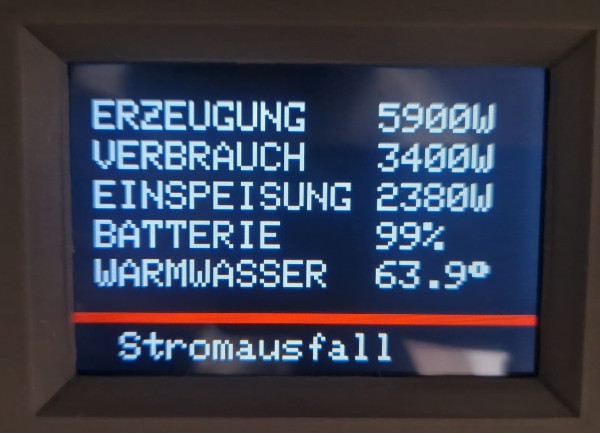 ERZEUGUNG 5900W
VERBRAUCH 3400W
EINSPEISUNG 2380W
BATTERIE 99%
WARMWASSER 63.9°
Stromausfall